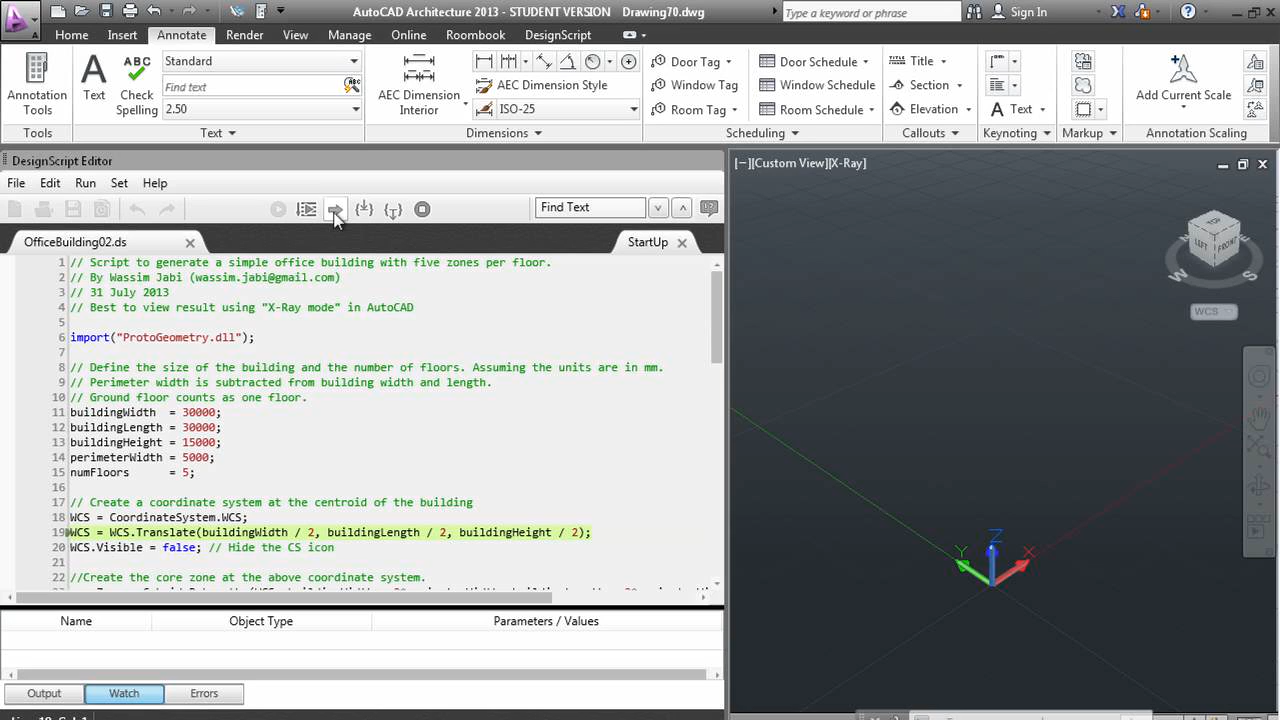 AutoCAD Architecture 2013 - STUDENT VERSION Drawing70.dwg
Type a keyword or phrase
Sign In
Home Insert Annotate Render View Manage Online Roombook DesignScript
Annotation Tools
Text
ABC Check Spelling
Standard
Find text
2.50
AEC Dimension Interior
AEC Dimension Style
ISO-25
Door Tag
Window Tag
Room Tag
Door Schedule
Window Schedule
Room Schedule
Title
Section
Elevation
Text
Add Current Scale
Tools Text Dimensions Scheduling Callouts Keynoting Markup Annotation Scaling
DesignScript Editor
File Edit Run Set Help
Find Text
OfficeBuilding02.ds
StartUp
1 // Script to generate a simple office building with five zones per floor.
2 // By Wassim Jabi (wassim.jabi@gmail.com)
3 // 31 July 2013
4 // Best to view result using "X-Ray mode" in AutoCAD
5
6 import("ProtoGeometry.dll");
7
8 // Define the size of the building and the number of floors. Assuming the units are in mm.
9 // Perimeter width is subtracted from building width and length.
10 // Ground floor counts as one floor.
11 buildingWidth = 30000;
12 buildingLength = 30000;
13 buildingHeight = 15000;
14 perimeterWidth = 5000;
15 numFloors = 5;
16
17 // Create a coordinate system at the centroid of the building
18 WCS = CoordinateSystem.WCS;
19 WCS = WCS.Translate(buildingWidth / 2, buildingLength / 2, buildingHeight / 2);
20 WCS.Visible = false; // Hide the CS icon
21
22 //Create the core zone at the above coordinate system.
Name Object Type Parameters / Values
Output Watch Errors
[−][Custom View][X-Ray]
TOP
LEFT
FRONT
W
S
WCS
Z
Y
X